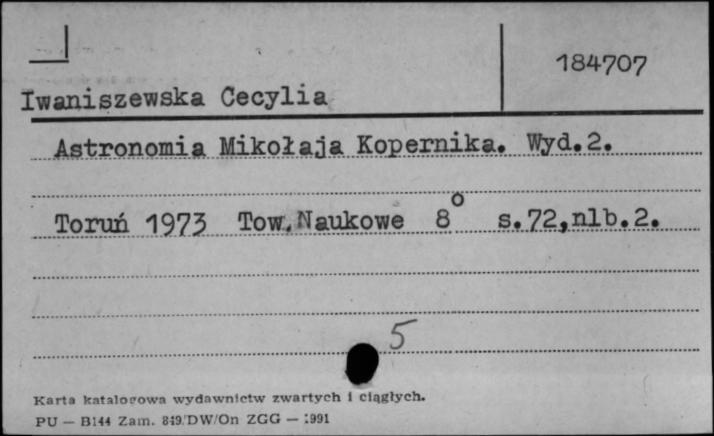 184707
Iwaniszewska Cecylia
Astronomia Mikołaja Kopernika. Wyd.2.
Toruń 1973 Tow.Naukowe 8° s.72,nlb.2.
5
Karta katalogowa wydawnictw zwartych i ciągłych.
PU — B144 Zam. 849/DW/On ZGG — 1991